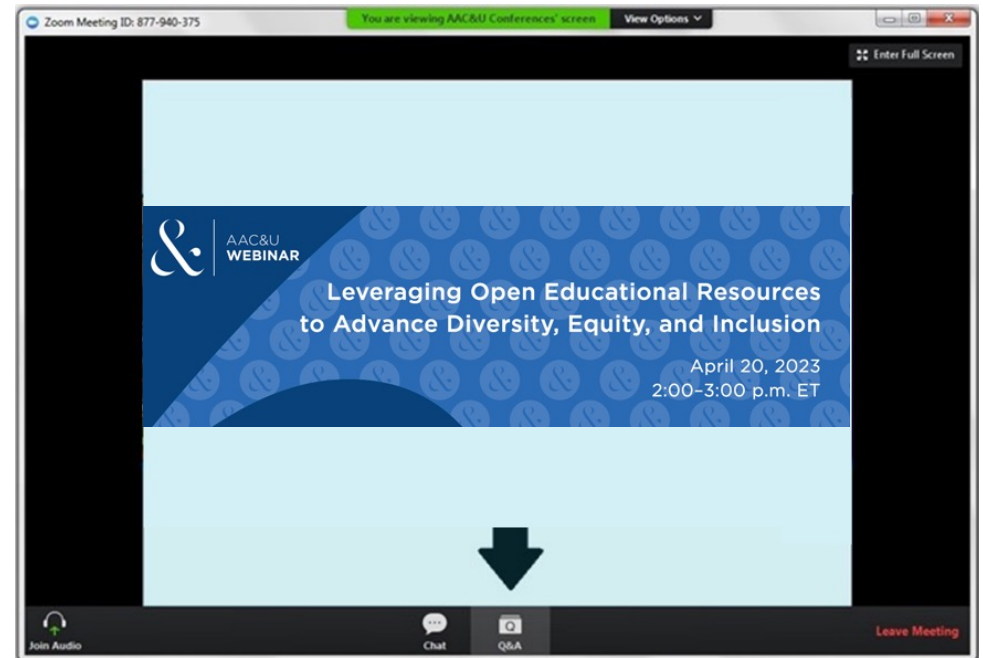 Zoom Meeting ID: 877-940-375
You are viewing AAC&U Conferences' screen
View Options
Enter Full Screen
&
AAC&U
WEBINAR
Leveraging Open Educational Resources
to Advance Diversity, Equity, and Inclusion
April 20, 2023
2:00–3:00 p.m. ET
Join Audio
Chat
Q
Q&A
Leave Meeting